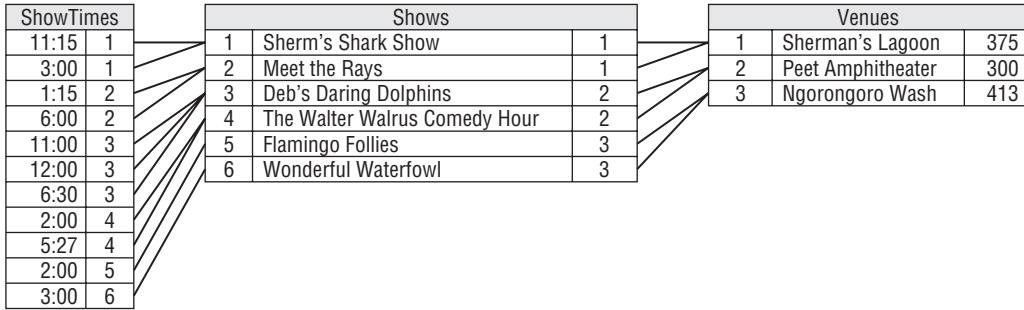 ShowTimes
11:15 1
3:00 1
1:15 2
6:00 2
11:00 3
12:00 3
6:30 3
2:00 4
5:27 4
2:00 5
3:00 6
Shows
1 Sherm's Shark Show 1
2 Meet the Rays 1
3 Deb's Daring Dolphins 2
4 The Walter Walrus Comedy Hour 2
5 Flamingo Follies 3
6 Wonderful Waterfowl 3
Venues
1 Sherman's Lagoon 375
2 Peet Amphitheater 300
3 Ngorongoro Wash 413